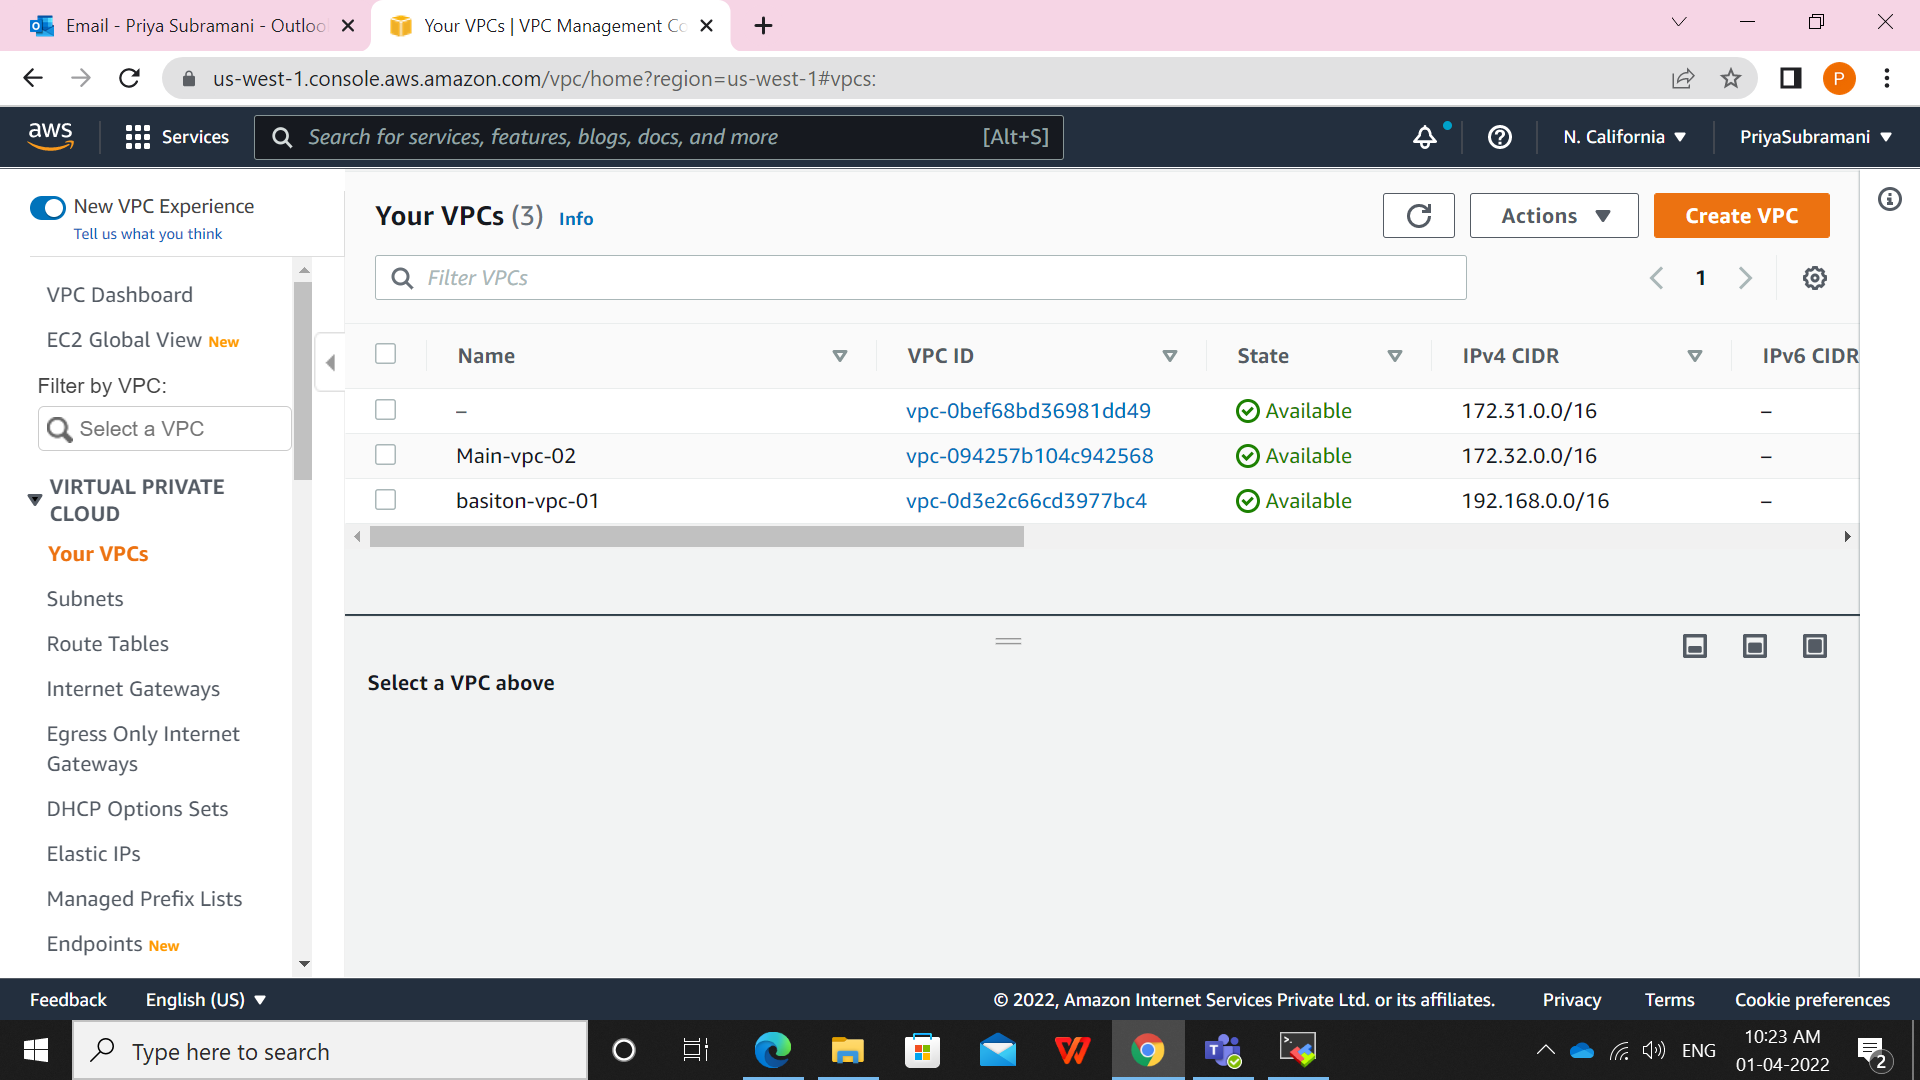 Email - Priya Subramani - Outloo
Your VPCs | VPC Management Co
us-west-1.console.aws.amazon.com/vpc/home?region=us-west-1#vpcs:
P
aws
Services
Search for services, features, blogs, docs, and more
[Alt+S]
N. California
PriyaSubramani
New VPC Experience
Tell us what you think
VPC Dashboard
EC2 Global View New
Filter by VPC:
Select a VPC
VIRTUAL PRIVATE
CLOUD
Your VPCs
Subnets
Route Tables
Internet Gateways
Egress Only Internet
Gateways
DHCP Options Sets
Elastic IPs
Managed Prefix Lists
Endpoints New
Your VPCs (3) Info
Actions
Create VPC
Filter VPCs
1
Name VPC ID State IPv4 CIDR IPv6 CIDR
– vpc-0bef68bd36981dd49 Available 172.31.0.0/16 –
Main-vpc-02 vpc-094257b104c942568 Available 172.32.0.0/16 –
basiton-vpc-01 vpc-0d3e2c66cd3977bc4 Available 192.168.0.0/16 –
Select a VPC above
Feedback English (US) © 2022, Amazon Internet Services Private Ltd. or its affiliates. Privacy Terms Cookie preferences
Type here to search
ENG
10:23 AM
01-04-2022
2